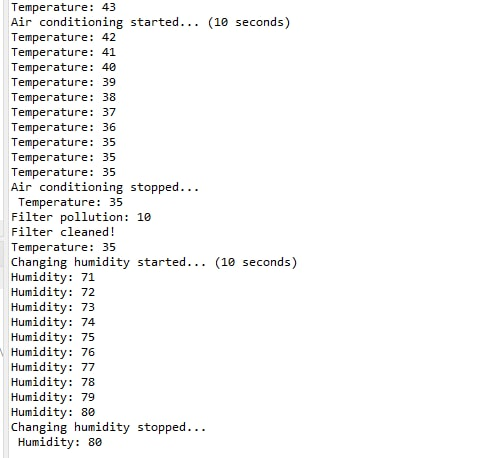 Temperature: 43
Air conditioning started... (10 seconds)
Temperature: 42
Temperature: 41
Temperature: 40
Temperature: 39
Temperature: 38
Temperature: 37
Temperature: 36
Temperature: 35
Temperature: 35
Temperature: 35
Air conditioning stopped...
 Temperature: 35
Filter pollution: 10
Filter cleaned!
Temperature: 35
Changing humidity started... (10 seconds)
Humidity: 71
Humidity: 72
Humidity: 73
Humidity: 74
Humidity: 75
Humidity: 76
Humidity: 77
Humidity: 78
Humidity: 79
Humidity: 80
Changing humidity stopped...
 Humidity: 80